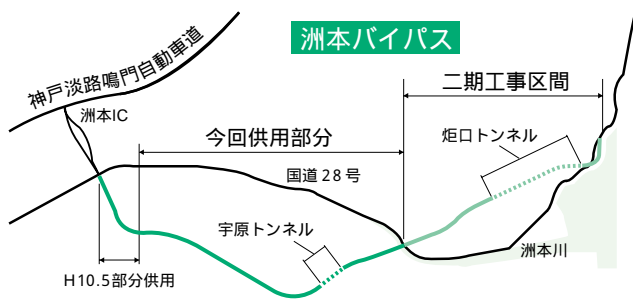 洲本バイパス
神戸淡路鳴門自動車道
洲本IC
二期工事区間
今回供用部分
炬口トンネル
国道28号
宇原トンネル
洲本川
H10.5部分供用